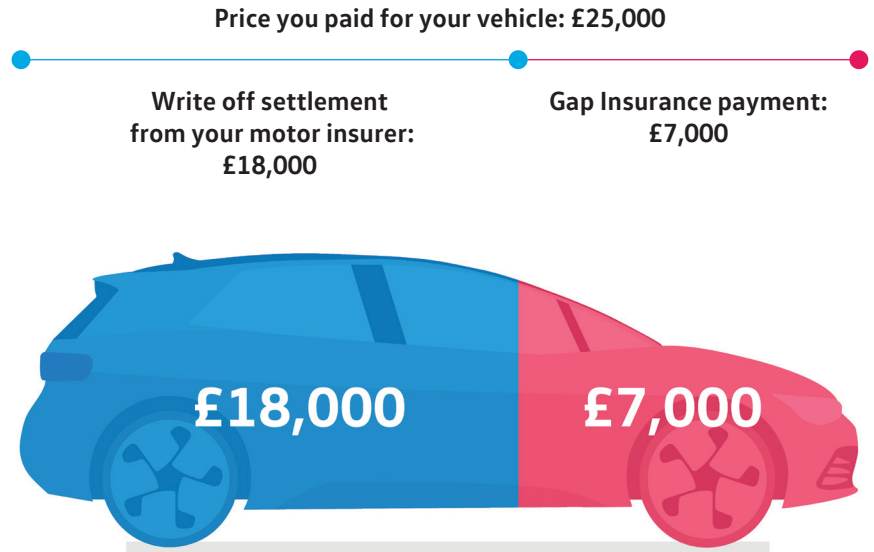 Price you paid for your vehicle: £25,000
Write off settlement
from your motor insurer:
£18,000
Gap Insurance payment:
£7,000
£18,000
£7,000